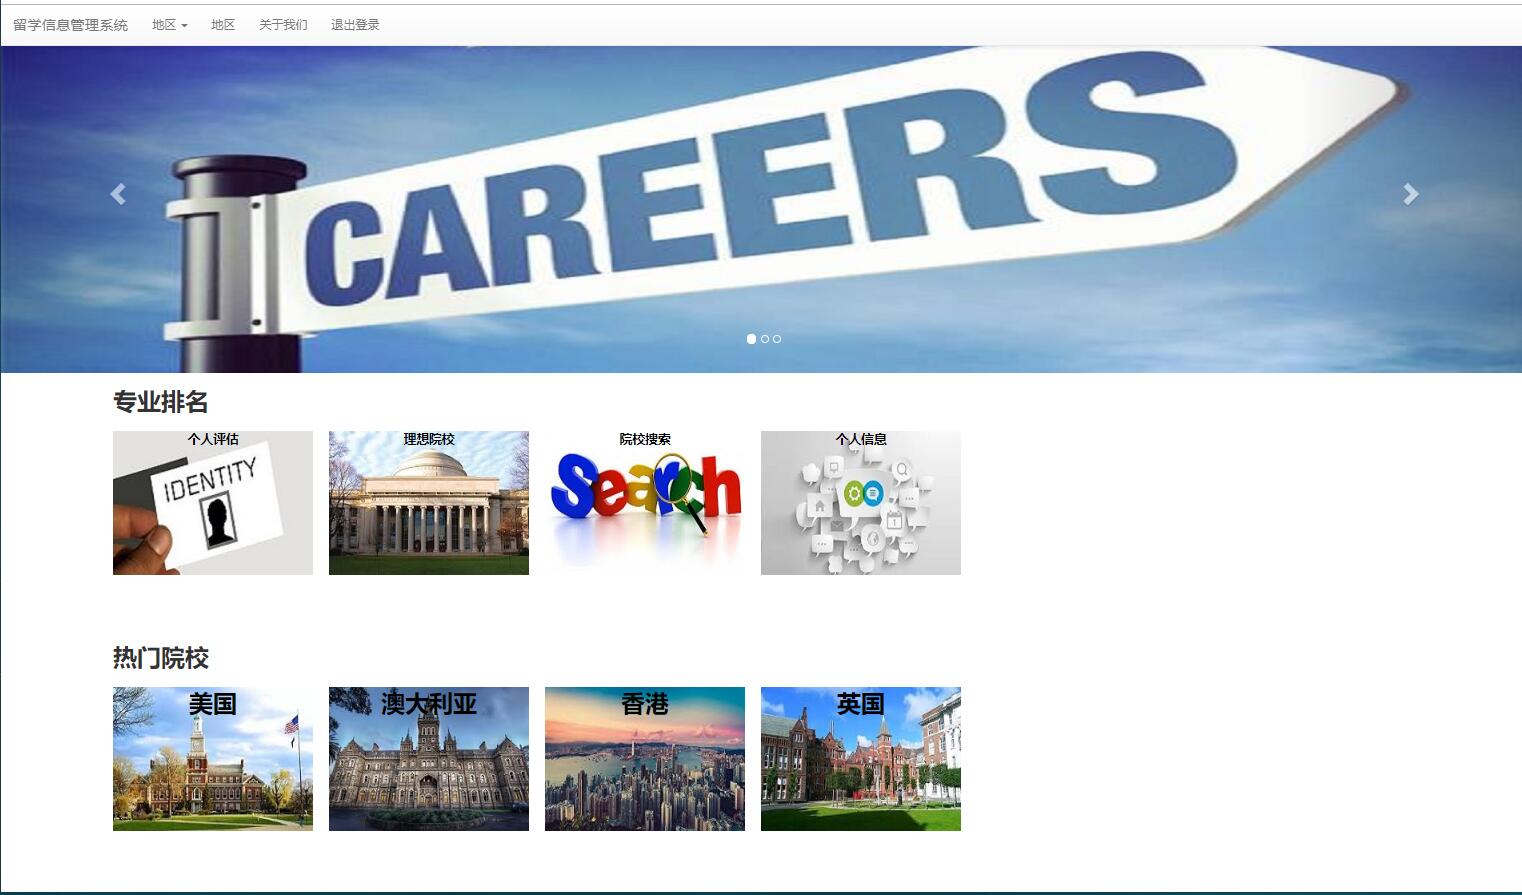 留学信息管理系统 地区 地区 关于我们 退出登录
CAREERS
专业排名
个人评估 理想院校 院校搜索 个人信息
IDENTITY
Search
热门院校
美国 澳大利亚 香港 英国